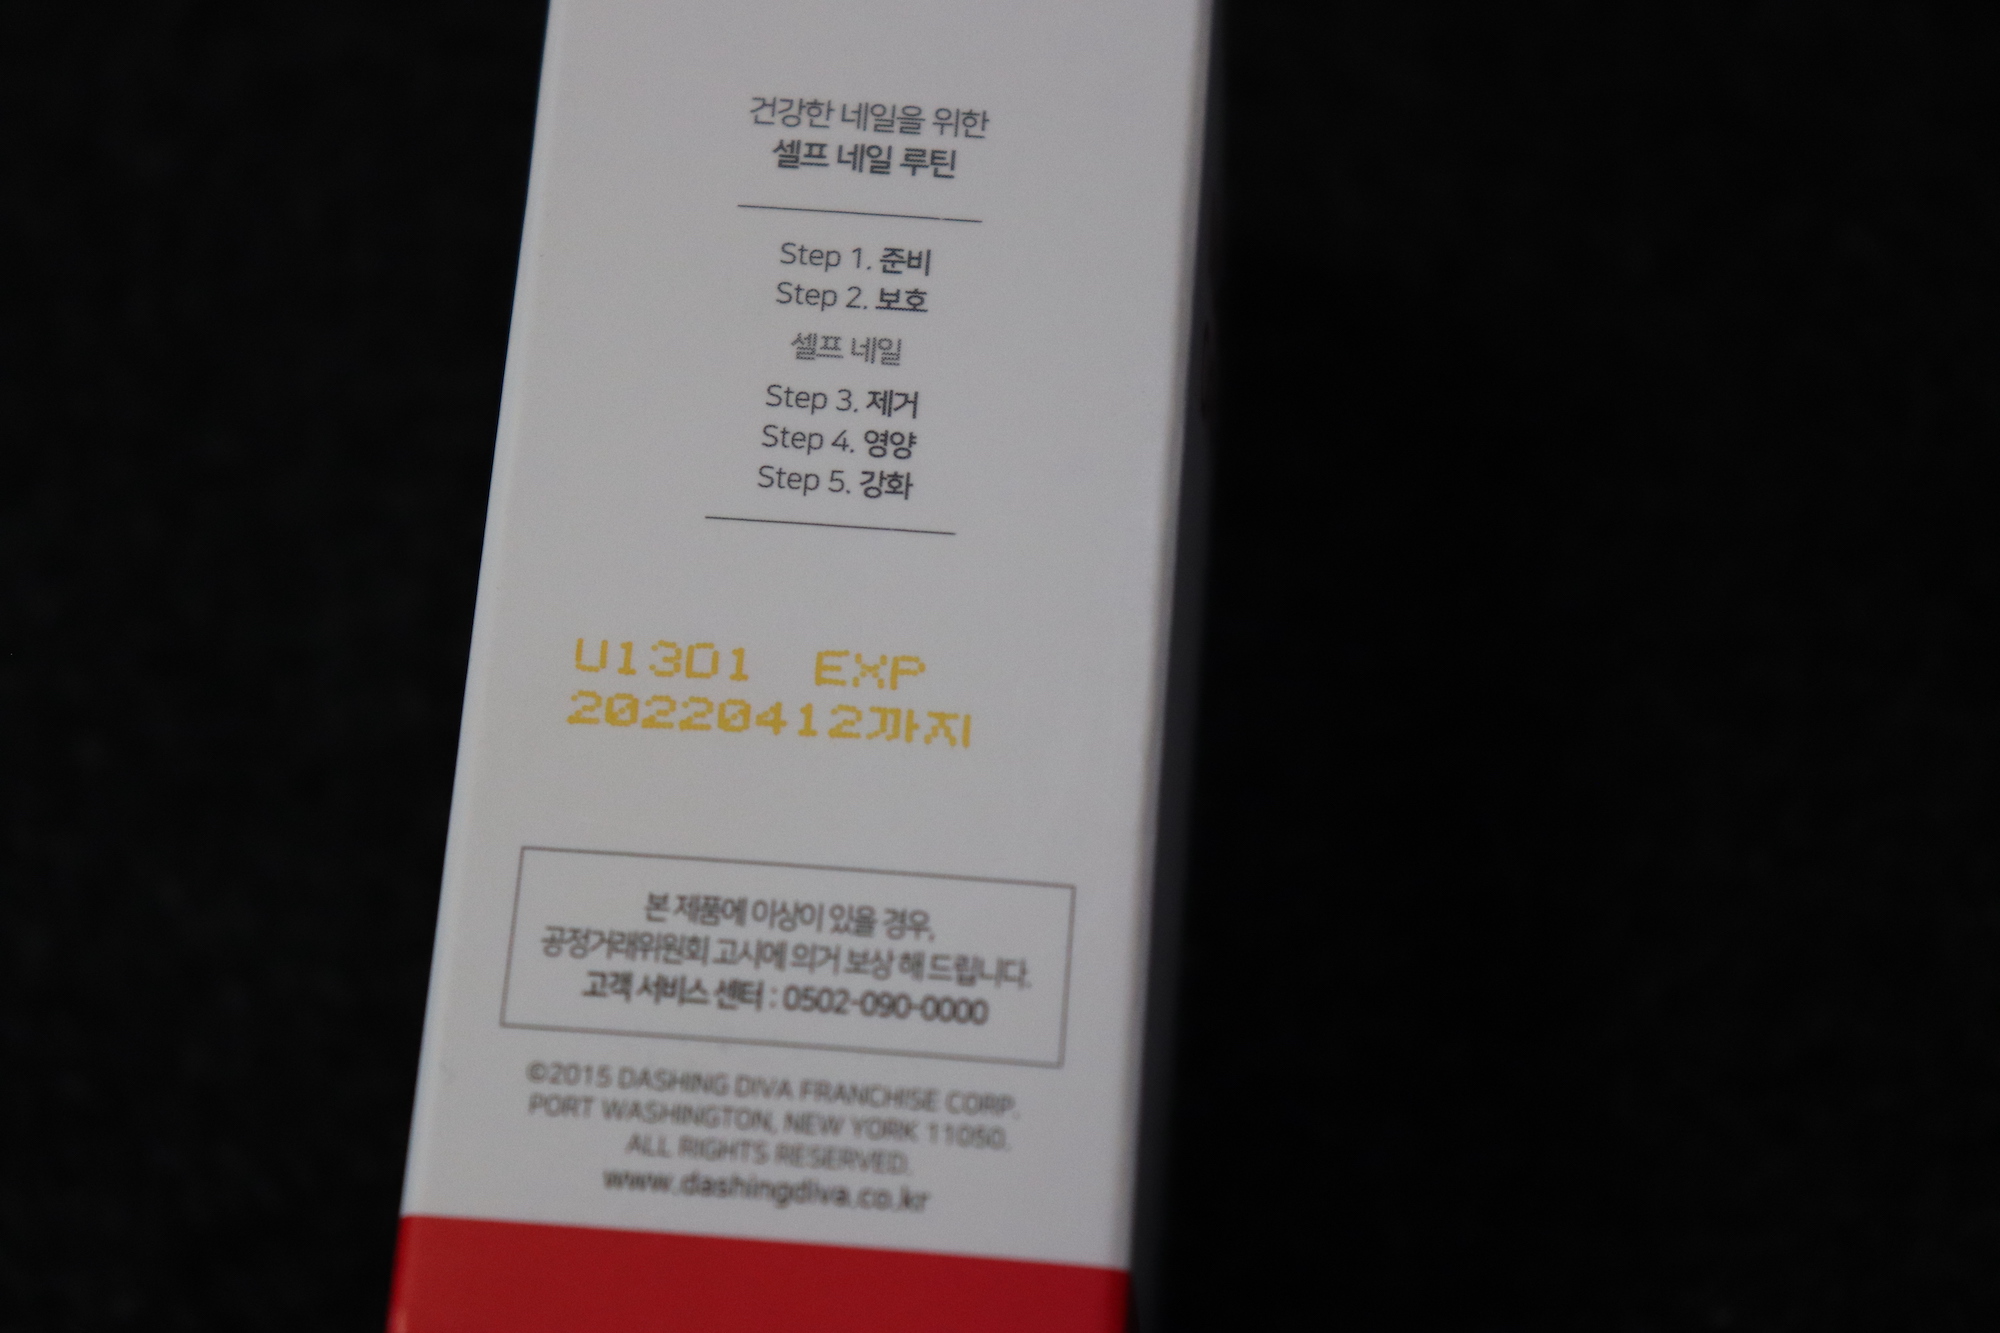 건강한 네일을 위한
셀프 네일 루틴
Step 1. 준비
Step 2. 보호
셀프 네일
Step 3. 제거
Step 4. 영양
Step 5. 강화
U13D1 EXP
20220412까지
본 제품에 이상이 있을 경우,
공정거래위원회 고시에 의거 보상 해 드립니다.
고객 서비스 센터 : 0502-090-0000
©2015 DASHING DIVA FRANCHISE CORP.
PORT WASHINGTON, NEW YORK 11050.
ALL RIGHTS RESERVED.
www.dashingdiva.co.kr